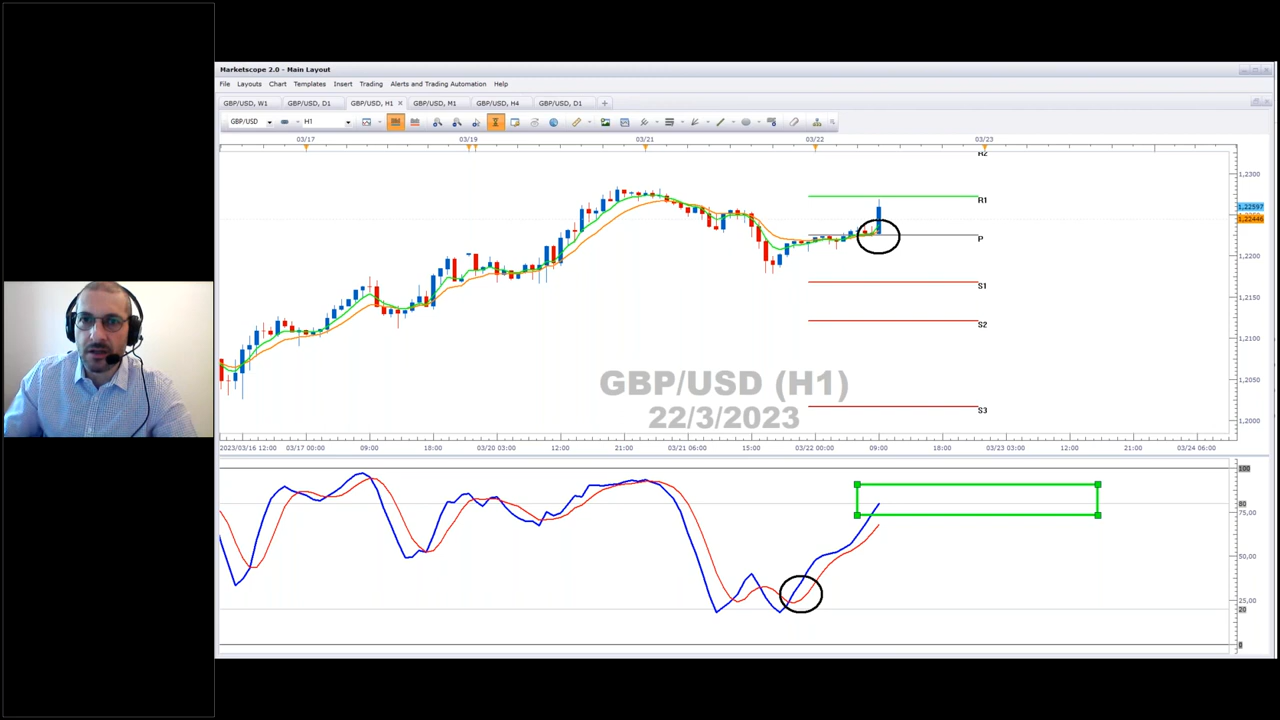 Marketscope 2.0 - Main Layout
File Layouts Chart Templates Insert Trading Alerts and Trading Automation Help
GBP/USD, W1 GBP/USD, D1 GBP/USD, H1 GBP/USD, M1 GBP/USD, H4 GBP/USD, D1
GBP/USD H1
03/17 03/19 03/21 03/22 03/23
R2
1,2300
R1
1,22597
1,22446
P
1,2200
S1
1,2150
S2
1,2100
1,2050
S3
1,2000
GBP/USD (H1)
22/3/2023
2023/03/16 12:00 03/17 00:00 09:00 18:00 03/20 03:00 12:00 21:00 03/21 06:00 15:00 03/22 00:00 09:00 18:00 03/23 03:00 12:00 21:00 03/24 06:00
100
80
75,00
50,00
25,00
20
0